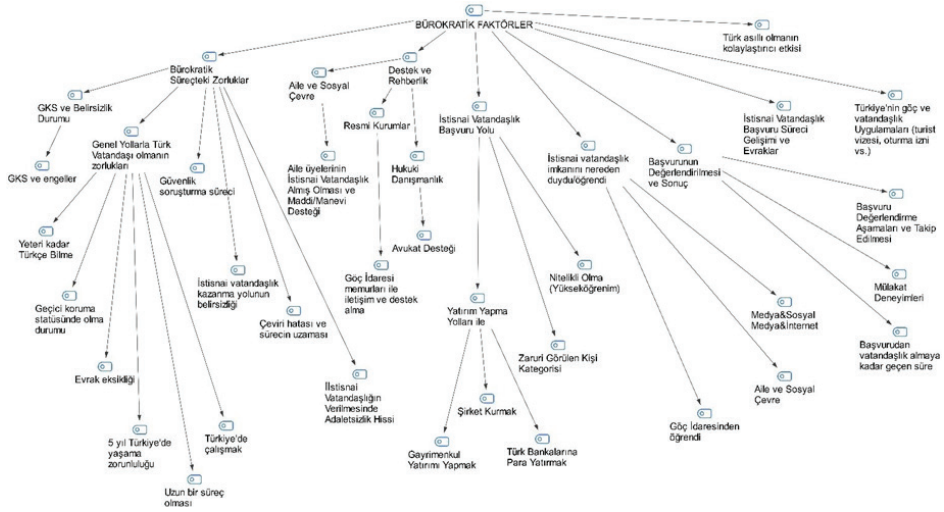 BÜROKRATİK FAKTÖRLER
Türk asıllı olmanın
kolaylaştırıcı etkisi
Bürokratik
Süreçteki Zorluklar
Aile ve Sosyal
Çevre
Destek ve
Rehberlik
İstisnai Vatandaşlık
Başvuru Yolu
İstisnai vatandaşlık
imkanını nereden
duydu/öğrendi
Başvurunun
Değerlendirilmesi
ve Sonuç
İstisnai Vatandaşlık
Başvuru Süreci
Gelişimi ve
Evraklar
Türkiye'nin göç ve
vatandaşlık
Uygulamaları (turist
vizesi, oturma izni
vs.)
GKS ve Belirsizlik
Durumu
Genel Yollarla Türk
Vatandaşı olmanın
zorlukları
GKS ve engeller
Güvenlik
soruşturma süreci
Resmi Kurumlar
Aile üyelerinin
İstisnai Vatandaşlık
Almış Olması ve
Maddi/Manevi
Desteği
Hukuki
Danışmanlık
Avukat Desteği
Başvuru
Değerlendirme
Aşamaları ve Takip
Edilmesi
Yeteri kadar
Türkçe Bilme
Geçici koruma
statüsünde olma
durumu
İstisnai vatandaşlık
kazanma yolunun
belirsizliği
Çeviri hatası ve
sürecin uzaması
Göç İdaresi
memurları ile
iletişim ve destek
alma
Nitelikli Olma
(Yükseköğrenim)
Yatırım Yapma
Yolları ile
Medya&Sosyal
Medya&İnternet
Mülakat
Deneyimleri
Başvurudan
vatandaşlık almaya
kadar geçen süre
Evrak eksikliği
İİstisnai
Vatandaşlığın
Verilmesinde
Adaletsizlik Hissi
Zaruri Görülen Kişi
Kategorisi
Aile ve Sosyal
Çevre
Şirket Kurmak
Göç İdaresinden
öğrendi
5 yıl Türkiye'de
yaşama
zorunluluğu
Türkiye'de
çalışmak
Gayrimenkul
Yatırımı Yapmak
Türk Bankalarına
Para Yatırmak
Uzun bir süreç
olması